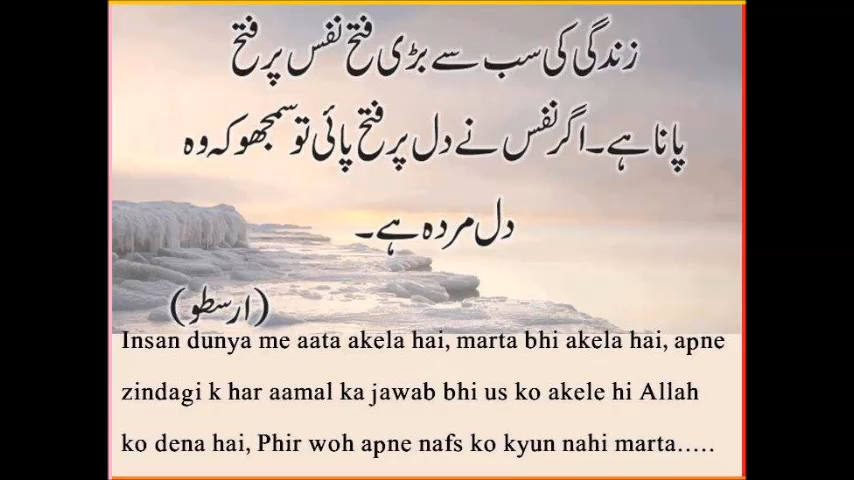 زندگی کی سب سے بڑی فتح نفس پر فتح
پانا ہے۔ اگر نفس نے دل پر فتح پائی تو سمجھو کہ وہ
دل مردہ ہے۔
(ارسطو)
Insan dunya me aata akela hai, marta bhi akela hai, apne
zindagi k har aamal ka jawab bhi us ko akele hi Allah
ko dena hai, Phir woh apne nafs ko kyun nahi marta.....